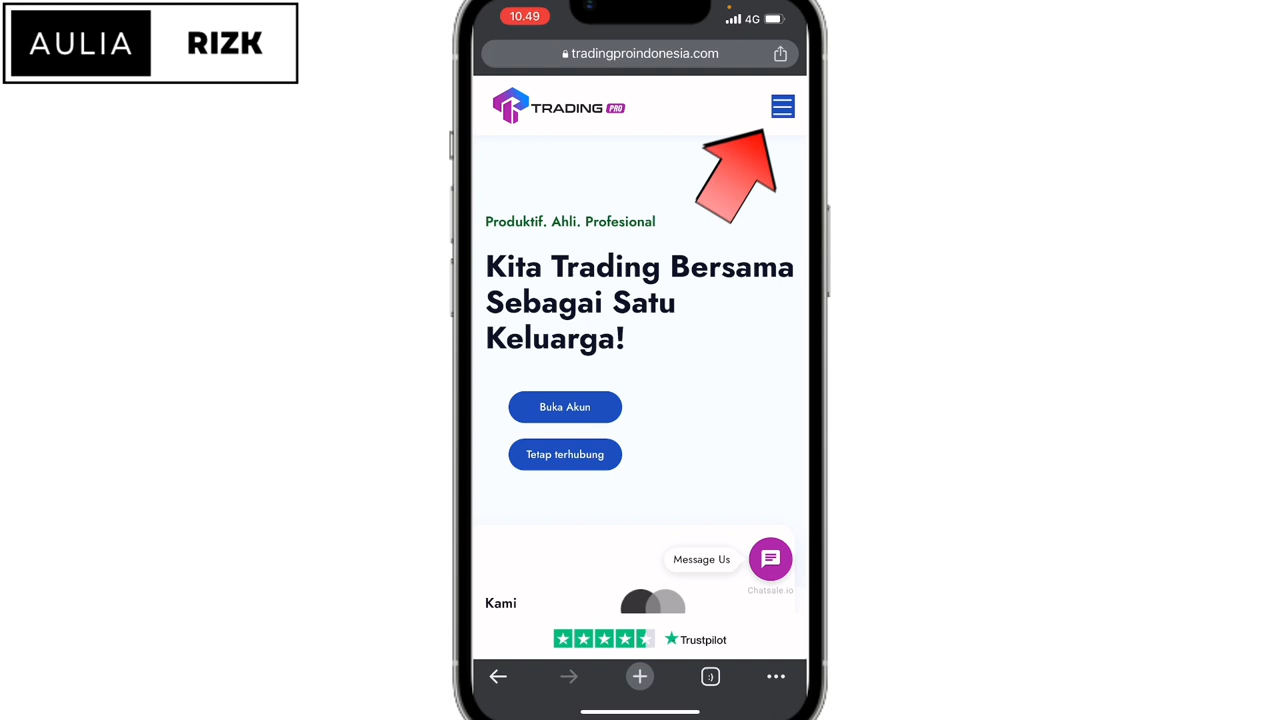 AULIA RIZK
10.49
4G
tradingproindonesia.com
TRADING PRO
Produktif. Ahli. Profesional
Kita Trading Bersama
Sebagai Satu
Keluarga!
Buka Akun
Tetap terhubung
Message Us
Chatsale.io
Kami
Trustpilot
:)